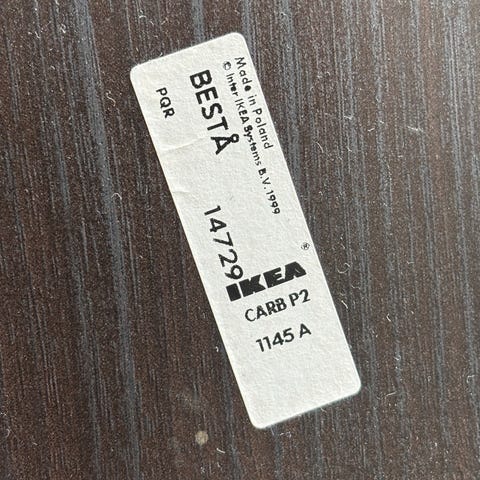 Made in Poland
© Inter IKEA Systems B.V. 1999
BESTÅ
PQR
14729
IKEA®
CARB P2
1145 A